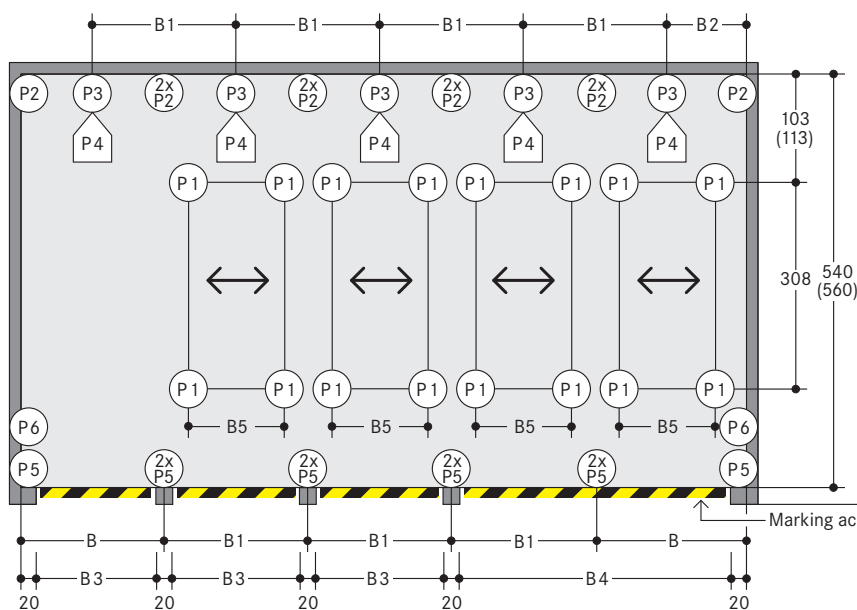 B1 B1 B1 B1 B2
P2 P3 2x P2 P3 2x P2 P3 2x P2 P3 2x P2 P3 P2
P4 P4 P4 P4 P4
103
(113)
P1 P1 P1 P1 P1 P1 P1 P1
308
540
(560)
P1 P1 P1 P1 P1 P1 P1 P1
B5 B5 B5 B5
P6 P6
P5 2x P5 2x P5 2x P5 2x P5 P5
Marking ac
B B1 B1 B1 B
B3 B3 B3 B4
20 20 20 20 20